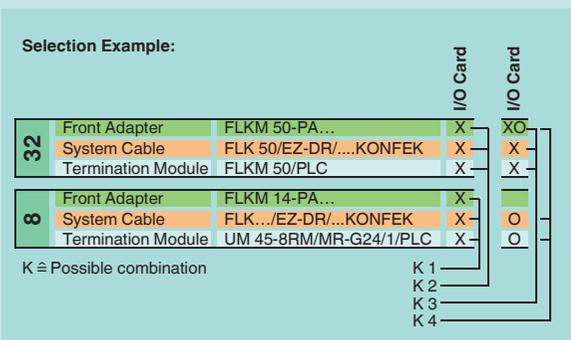 Selection Example:
I/O Card
I/O Card
32
Front Adapter FLKM 50-PA... X XO
System Cable FLK 50/EZ-DR/....KONFEK X X
Termination Module FLKM 50/PLC X X
8
Front Adapter FLKM 14-PA... X
System Cable FLK.../EZ-DR/...KONFEK X O
Termination Module UM 45-8RM/MR-G24/1/PLC X O
K ≙ Possible combination
K 1
K 2
K 3
K 4